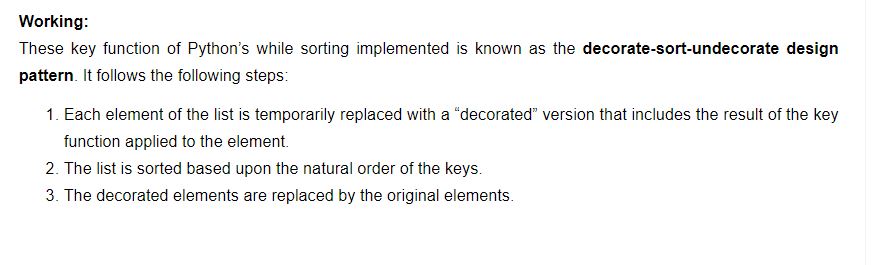 Working:
These key function of Python's while sorting implemented is known as the decorate-sort-undecorate design
pattern. It follows the following steps:
1. Each element of the list is temporarily replaced with a “decorated” version that includes the result of the key
function applied to the element.
2. The list is sorted based upon the natural order of the keys.
3. The decorated elements are replaced by the original elements.